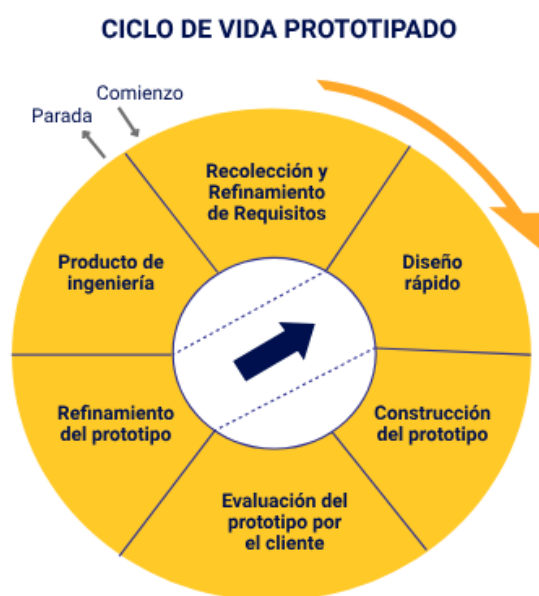 CICLO DE VIDA PROTOTIPADO
Comienzo
Parada
Recolección y
Refinamiento
de Requisitos
Diseño
rápido
Construcción
del prototipo
Evaluación del
prototipo por
el cliente
Refinamiento
del prototipo
Producto de
ingeniería